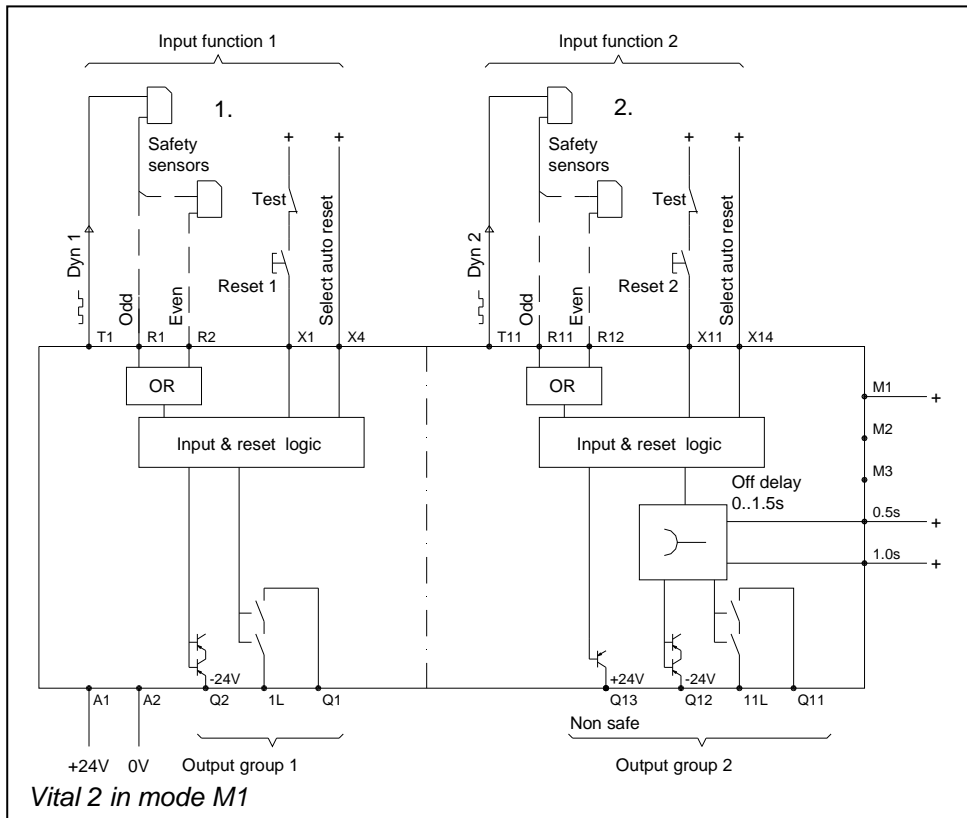 Input function 1
Input function 2
1.
2.
Safety
sensors
+
+
+
+
Test
Test
Select auto reset
Select auto reset
Dyn 1
Dyn 2
Reset 1
Reset 2
Odd
Even
Odd
Even
T1
R1
R2
X1
X4
T11
R11
R12
X11
X14
OR
OR
M1
+
Input & reset logic
Input & reset logic
M2
M3
Off delay
0..1.5s
0.5s
+
1.0s
+
-24V
+24V
-24V
A1
A2
Q2
1L
Q1
Q13
Q12
11L
Q11
Non safe
+24V
0V
Output group 1
Output group 2
Vital 2 in mode M1